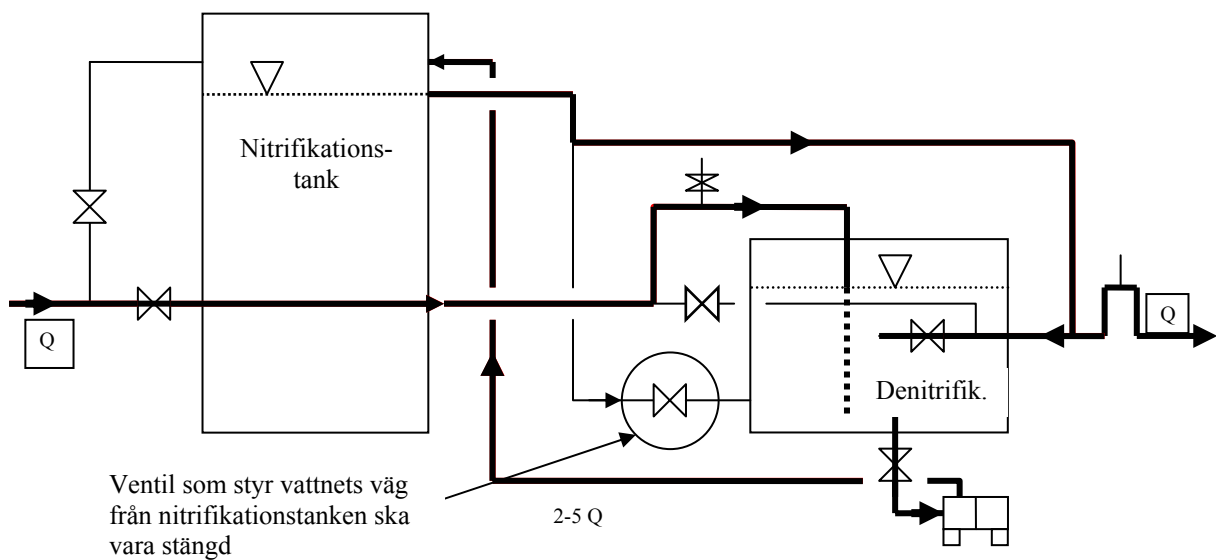 Nitrifikations-
tank
Q
Q
Denitrifik.
Ventil som styr vattnets väg
från nitrifikationstanken ska
vara stängd
2-5 Q